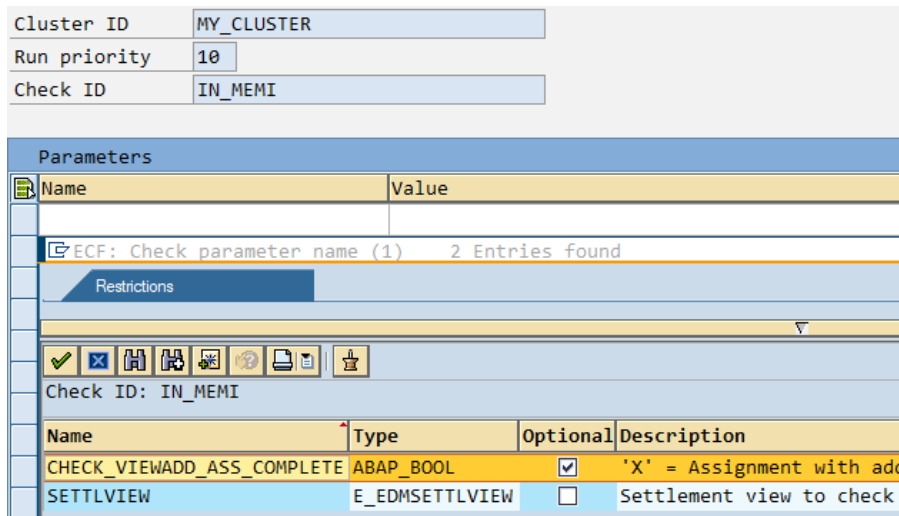 Cluster ID MY_CLUSTER
Run priority 10
Check ID IN_MEMI
Parameters
Name Value
ECF: Check parameter name (1) 2 Entries found
Restrictions
Check ID: IN_MEMI
Name Type Optional Description
CHECK_VIEWADD_ASS_COMPLETE ABAP_BOOL 'X' = Assignment with add
SETTLVIEW E_EDMSETTLVIEW Settlement view to check